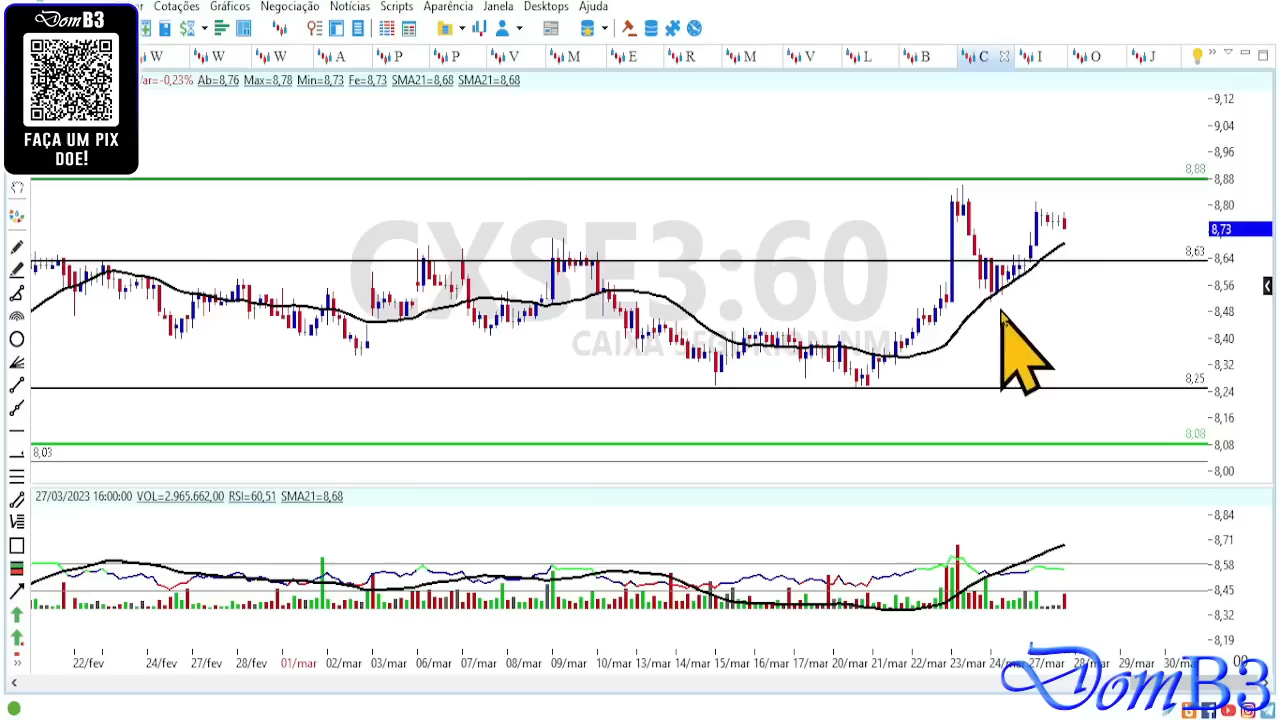 DomB3
FAÇA UM PIX
DOE!
Cotações Gráficos Negociação Notícias Scripts Aparência Janela Desktops Ajuda
W W W A P P V M E R M V L B C I O J
Var=-0,23% Ab=8,76 Max=8,78 Min=8,73 Fe=8,73 SMA21=8,68 SMA21=8,68
CXSE3:60
9,12
9,04
8,96
8,88
8,88
8,80
8,73
8,63
8,64
8,56
8,48
8,40
8,32
8,25
8,24
8,16
8,08
8,08
8,03
8,00
27/03/2023 16:00:00 VOL=2.965.662,00 RSI=60,51 SMA21=8,68
8,84
8,71
8,58
8,45
8,32
8,19
22/fev 24/fev 27/fev 28/fev 01/mar 02/mar 03/mar 06/mar 07/mar 08/mar 09/mar 10/mar 13/mar 14/mar 15/mar 16/mar 17/mar 20/mar 21/mar 22/mar 23/mar 24/mar 27/mar 28/mar 29/mar 30/mar
DomB3